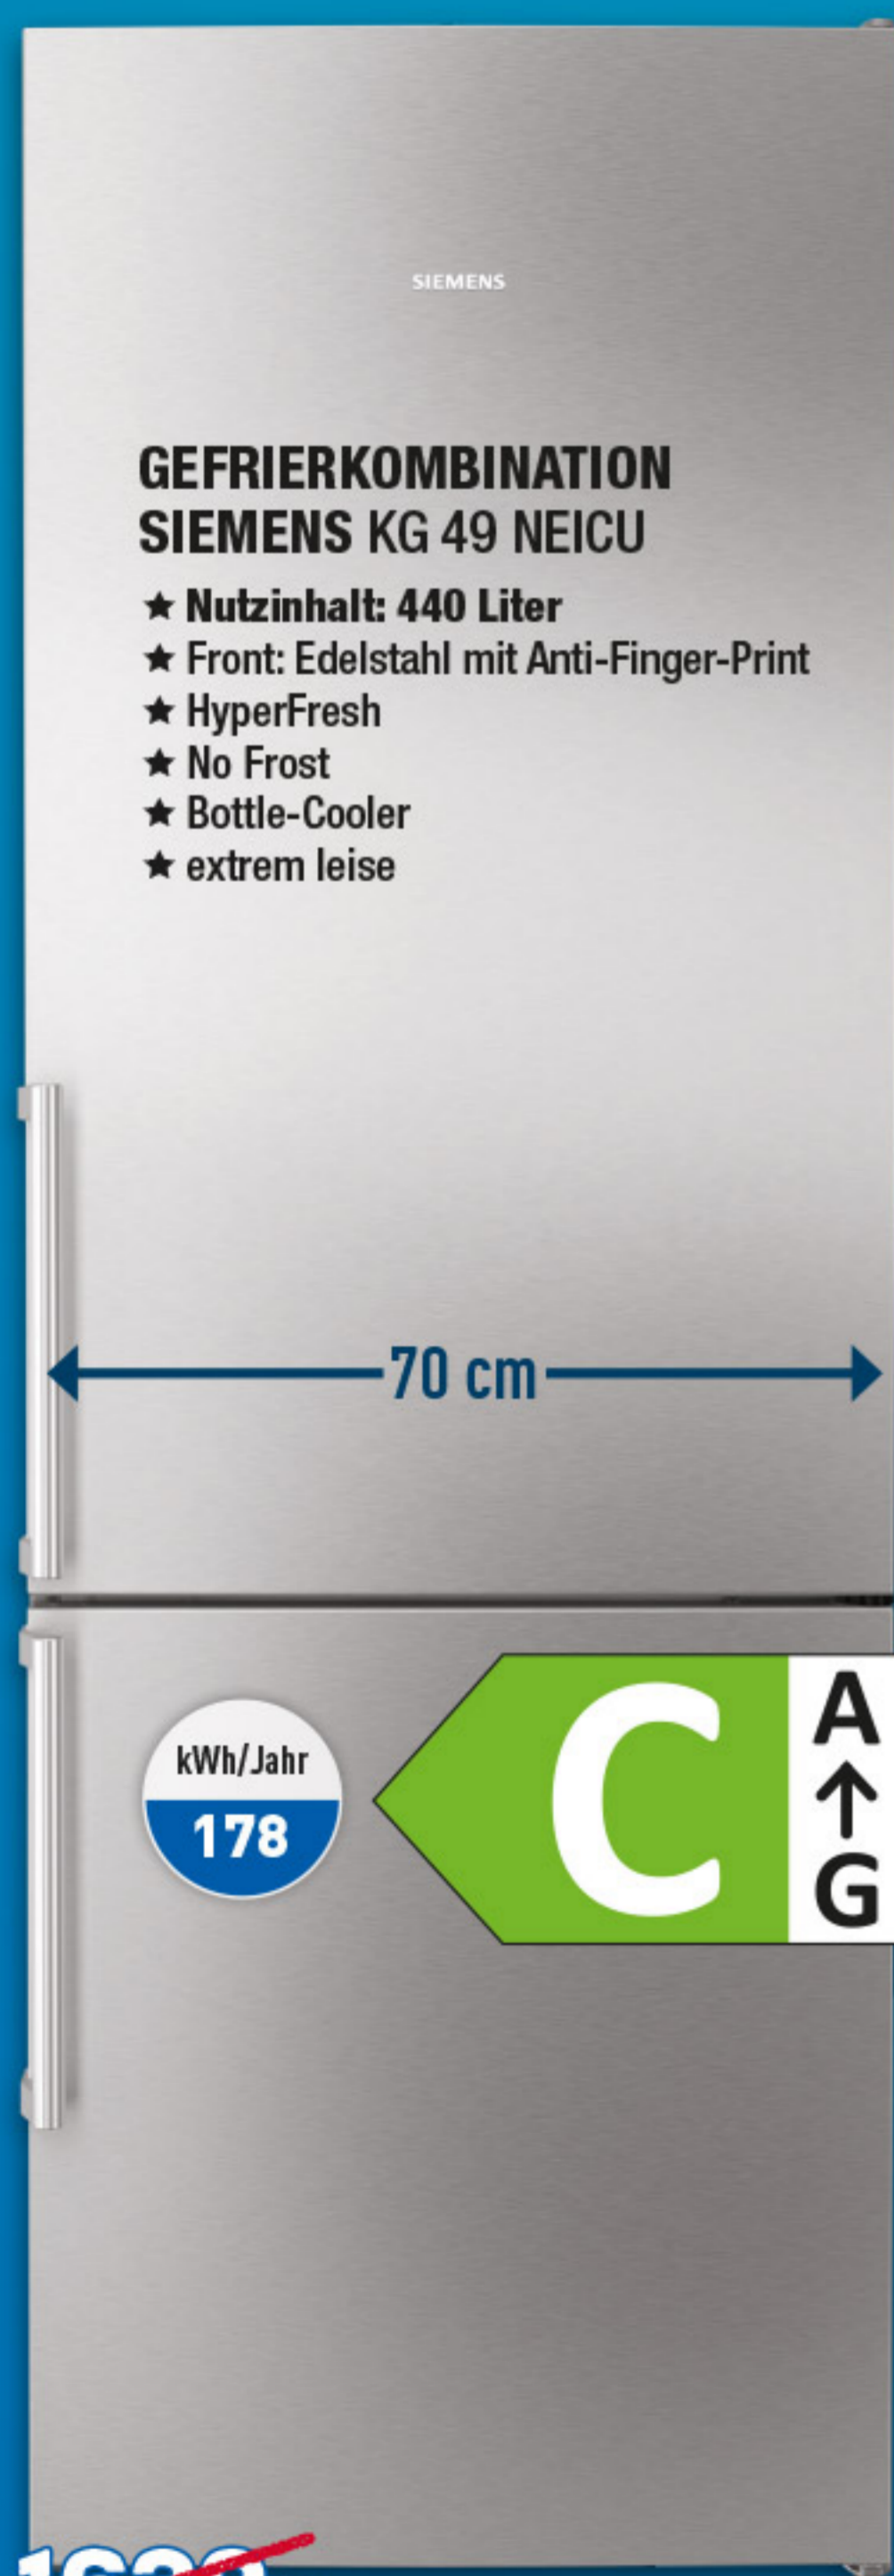 SIEMENS
GEFRIERKOMBINATION
SIEMENS KG 49 NEICU
★ Nutzinhalt: 440 Liter
★ Front: Edelstahl mit Anti-Finger-Print
★ HyperFresh
★ No Frost
★ Bottle-Cooler
★ extrem leise
70 cm
kWh/Jahr
178
C
A
↑
G